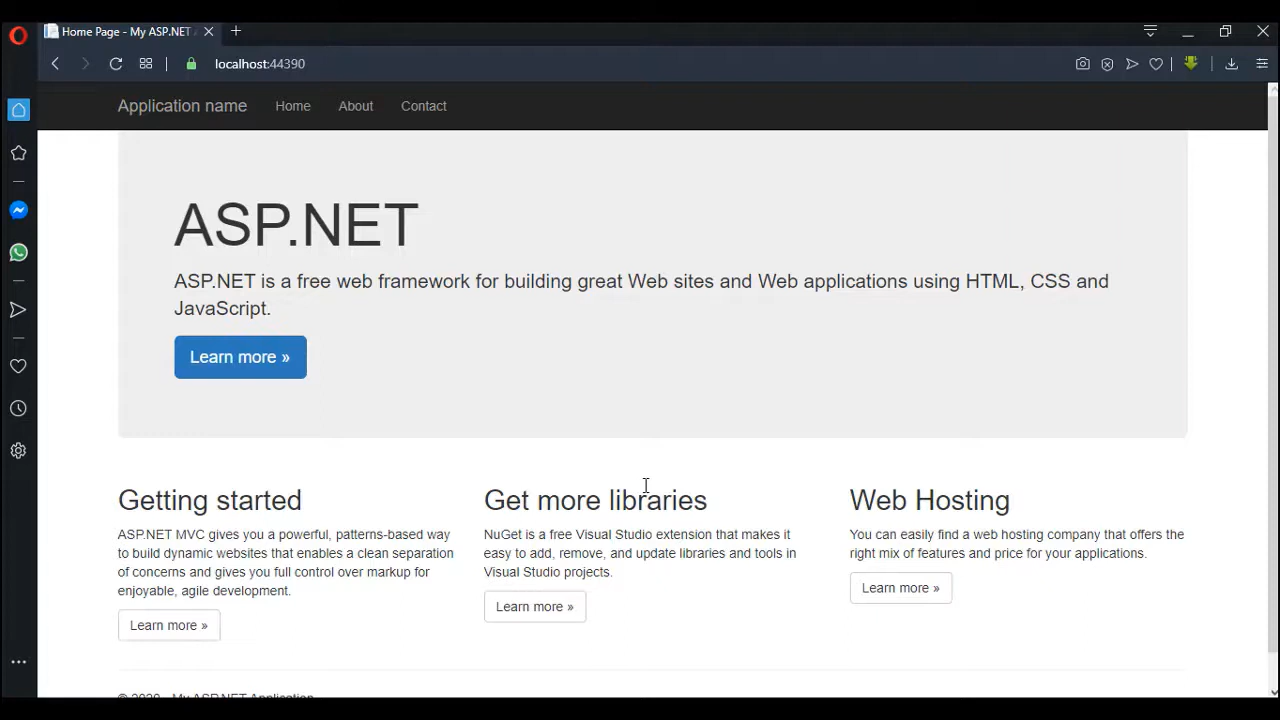 Home Page - My ASP.NET
localhost:44390
Application name Home About Contact
ASP.NET
ASP.NET is a free web framework for building great Web sites and Web applications using HTML, CSS and
JavaScript.
Learn more »
Getting started
ASP.NET MVC gives you a powerful, patterns-based way
to build dynamic websites that enables a clean separation
of concerns and gives you full control over markup for
enjoyable, agile development.
Learn more »
Get more libraries
NuGet is a free Visual Studio extension that makes it
easy to add, remove, and update libraries and tools in
Visual Studio projects.
Learn more »
Web Hosting
You can easily find a web hosting company that offers the
right mix of features and price for your applications.
Learn more »
© 2020 - My ASP.NET Application